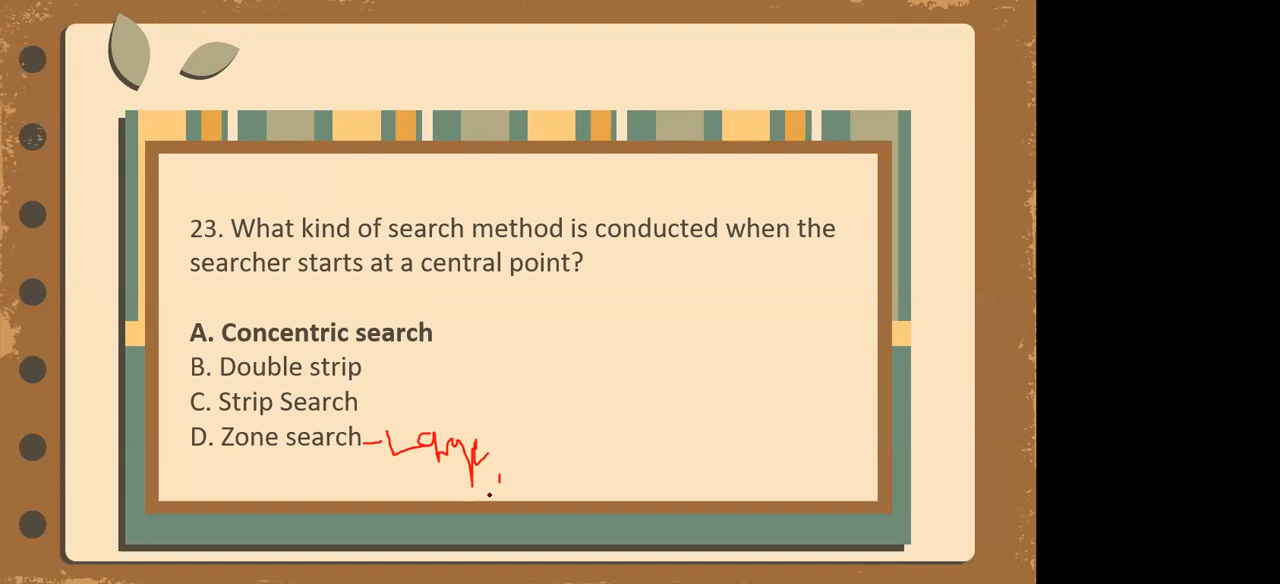 23. What kind of search method is conducted when the
searcher starts at a central point?
A. Concentric search
B. Double strip
C. Strip Search
D. Zone search